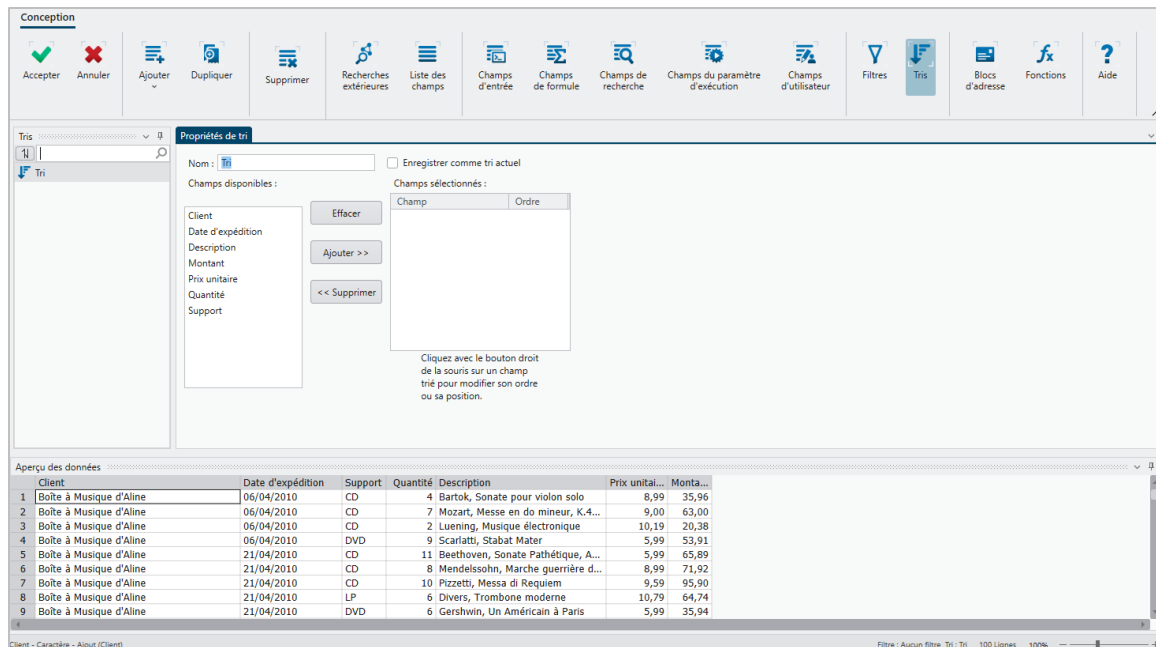 Conception
Accepter Annuler Ajouter Dupliquer Supprimer Recherches extérieures Liste des champs Champs d'entrée Champs de formule Champs de recherche Champs du paramètre d'exécution Champs d'utilisateur Filtres Tris Blocs d'adresse Fonctions Aide
Tris
Tri
Propriétés de tri
Nom : Tri Enregistrer comme tri actuel
Champs disponibles : Champs sélectionnés :
Champ Ordre
Client
Date d'expédition
Description
Montant
Prix unitaire
Quantité
Support
Effacer
Ajouter >>
<< Supprimer
Cliquez avec le bouton droit
de la souris sur un champ
trié pour modifier son ordre
ou sa position.
Aperçu des données
Client Date d'expédition Support Quantité Description Prix unitai... Monta...
1 Boîte à Musique d'Aline 06/04/2010 CD 4 Bartok, Sonate pour violon solo 8,99 35,96
2 Boîte à Musique d'Aline 06/04/2010 CD 7 Mozart, Messe en do mineur, K.4... 9,00 63,00
3 Boîte à Musique d'Aline 06/04/2010 CD 2 Luening, Musique électronique 10,19 20,38
4 Boîte à Musique d'Aline 06/04/2010 DVD 9 Scarlatti, Stabat Mater 5,99 53,91
5 Boîte à Musique d'Aline 21/04/2010 CD 11 Beethoven, Sonate Pathétique, A... 5,99 65,89
6 Boîte à Musique d'Aline 21/04/2010 CD 8 Mendelssohn, Marche guerrière d... 8,99 71,92
7 Boîte à Musique d'Aline 21/04/2010 CD 10 Pizzetti, Messa di Requiem 9,59 95,90
8 Boîte à Musique d'Aline 21/04/2010 LP 6 Divers, Trombone moderne 10,79 64,74
9 Boîte à Musique d'Aline 21/04/2010 DVD 6 Gershwin, Un Américain à Paris 5,99 35,94
Client - Caractère - Ajout (Client) Filtre : Aucun filtre Tri : Tri 100 Lignes 100%